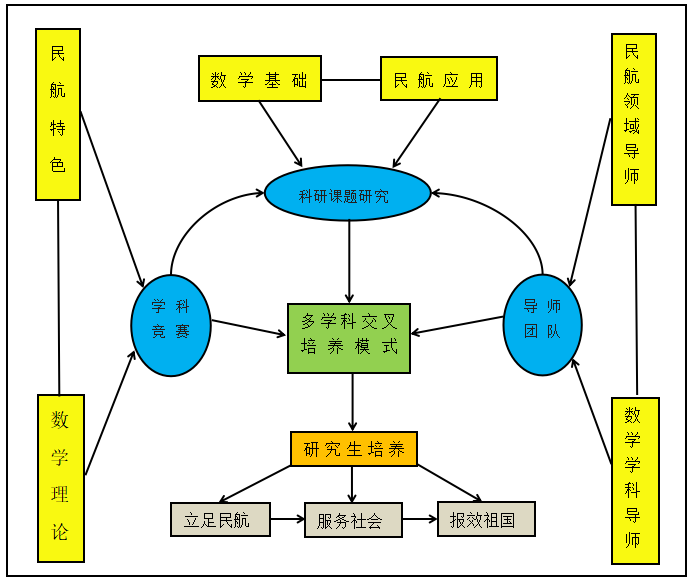 民航特色
数学基础
民航应用
民航领域导师
科研课题研究
学科
竞赛
多学科交叉
培养模式
导师
团队
数学理论
研究生培养
数学学科导师
立足民航
服务社会
报效祖国